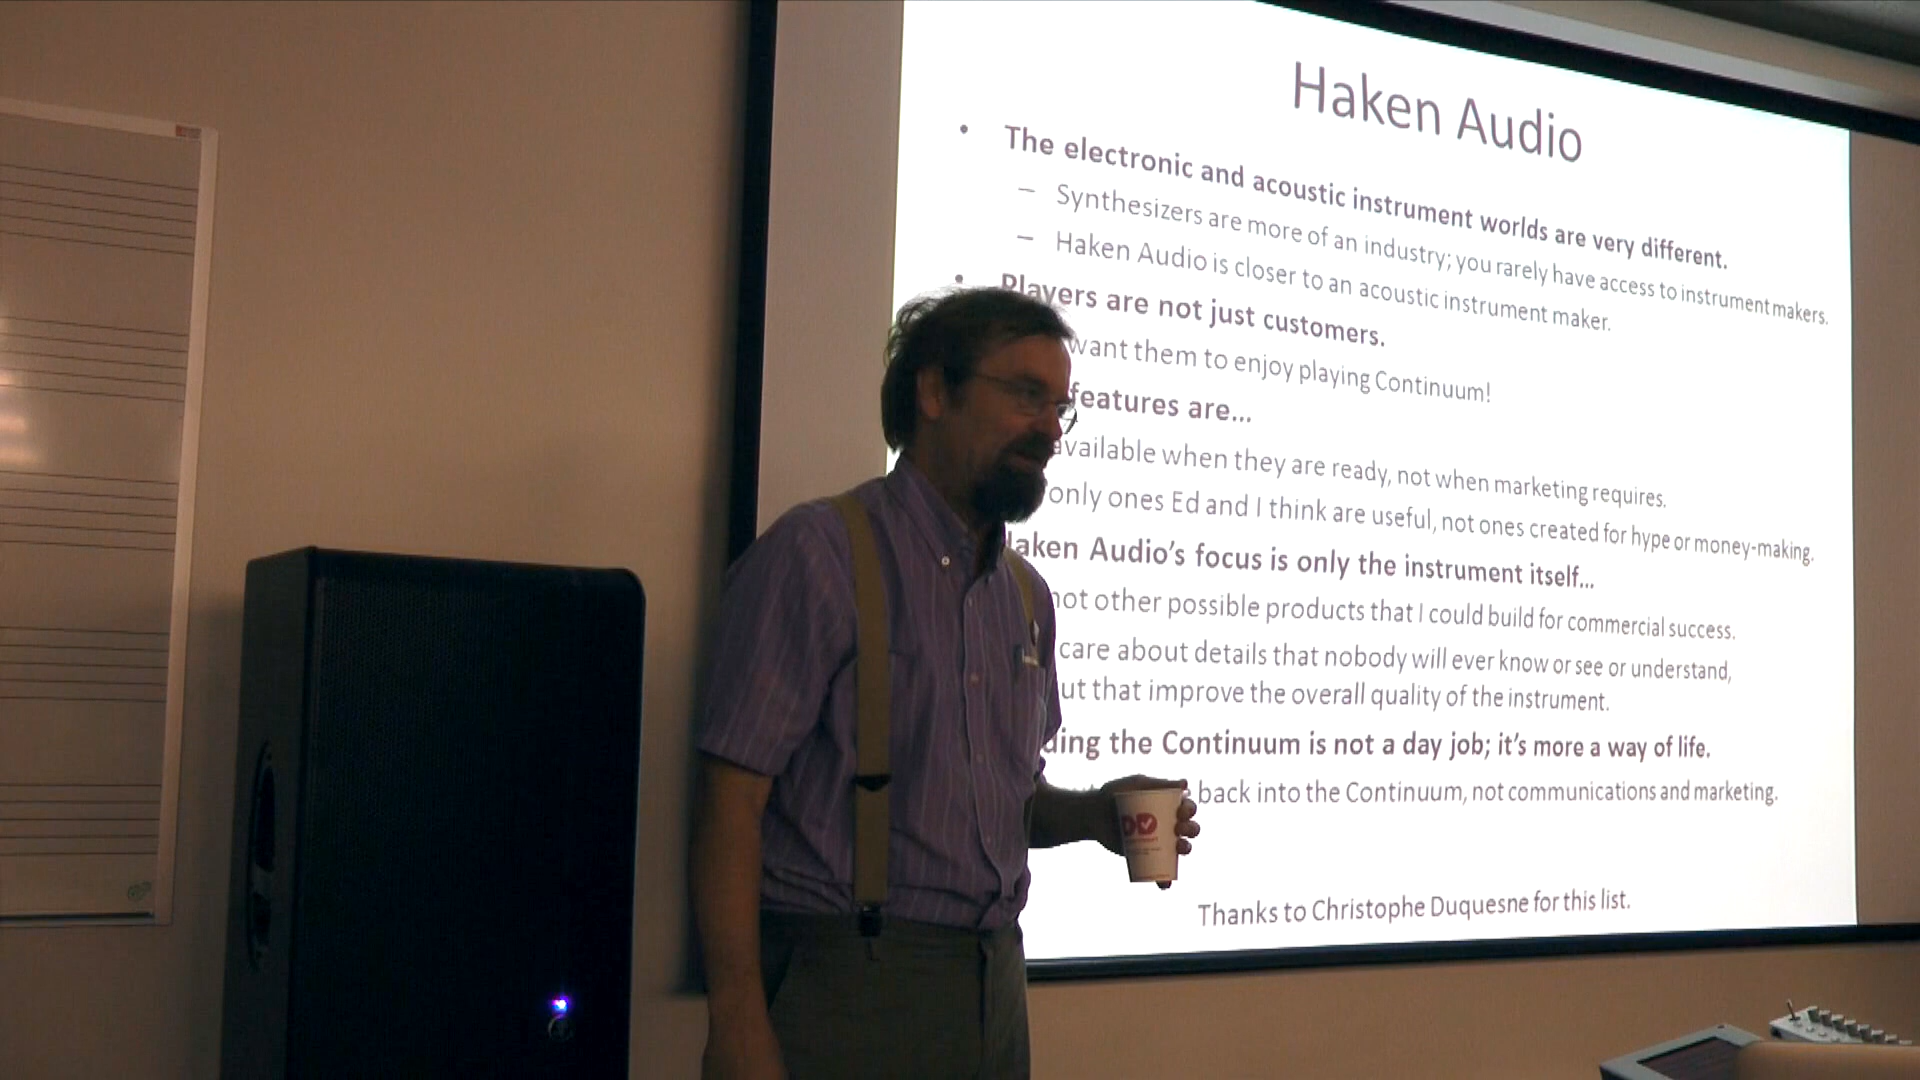 Haken Audio
• The electronic and acoustic instrument worlds are very different.
– Synthesizers are more of an industry; you rarely have access to instrument makers.
– Haken Audio is closer to an acoustic instrument maker.
• Players are not just customers.
want them to enjoy playing Continuum!
features are...
available when they are ready, not when marketing requires.
only ones Ed and I think are useful, not ones created for hype or money-making.
Haken Audio's focus is only the instrument itself...
not other possible products that I could build for commercial success.
care about details that nobody will ever know or see or understand,
ut that improve the overall quality of the instrument.
ding the Continuum is not a day job; it's more a way of life.
back into the Continuum, not communications and marketing.
Thanks to Christophe Duquesne for this list.